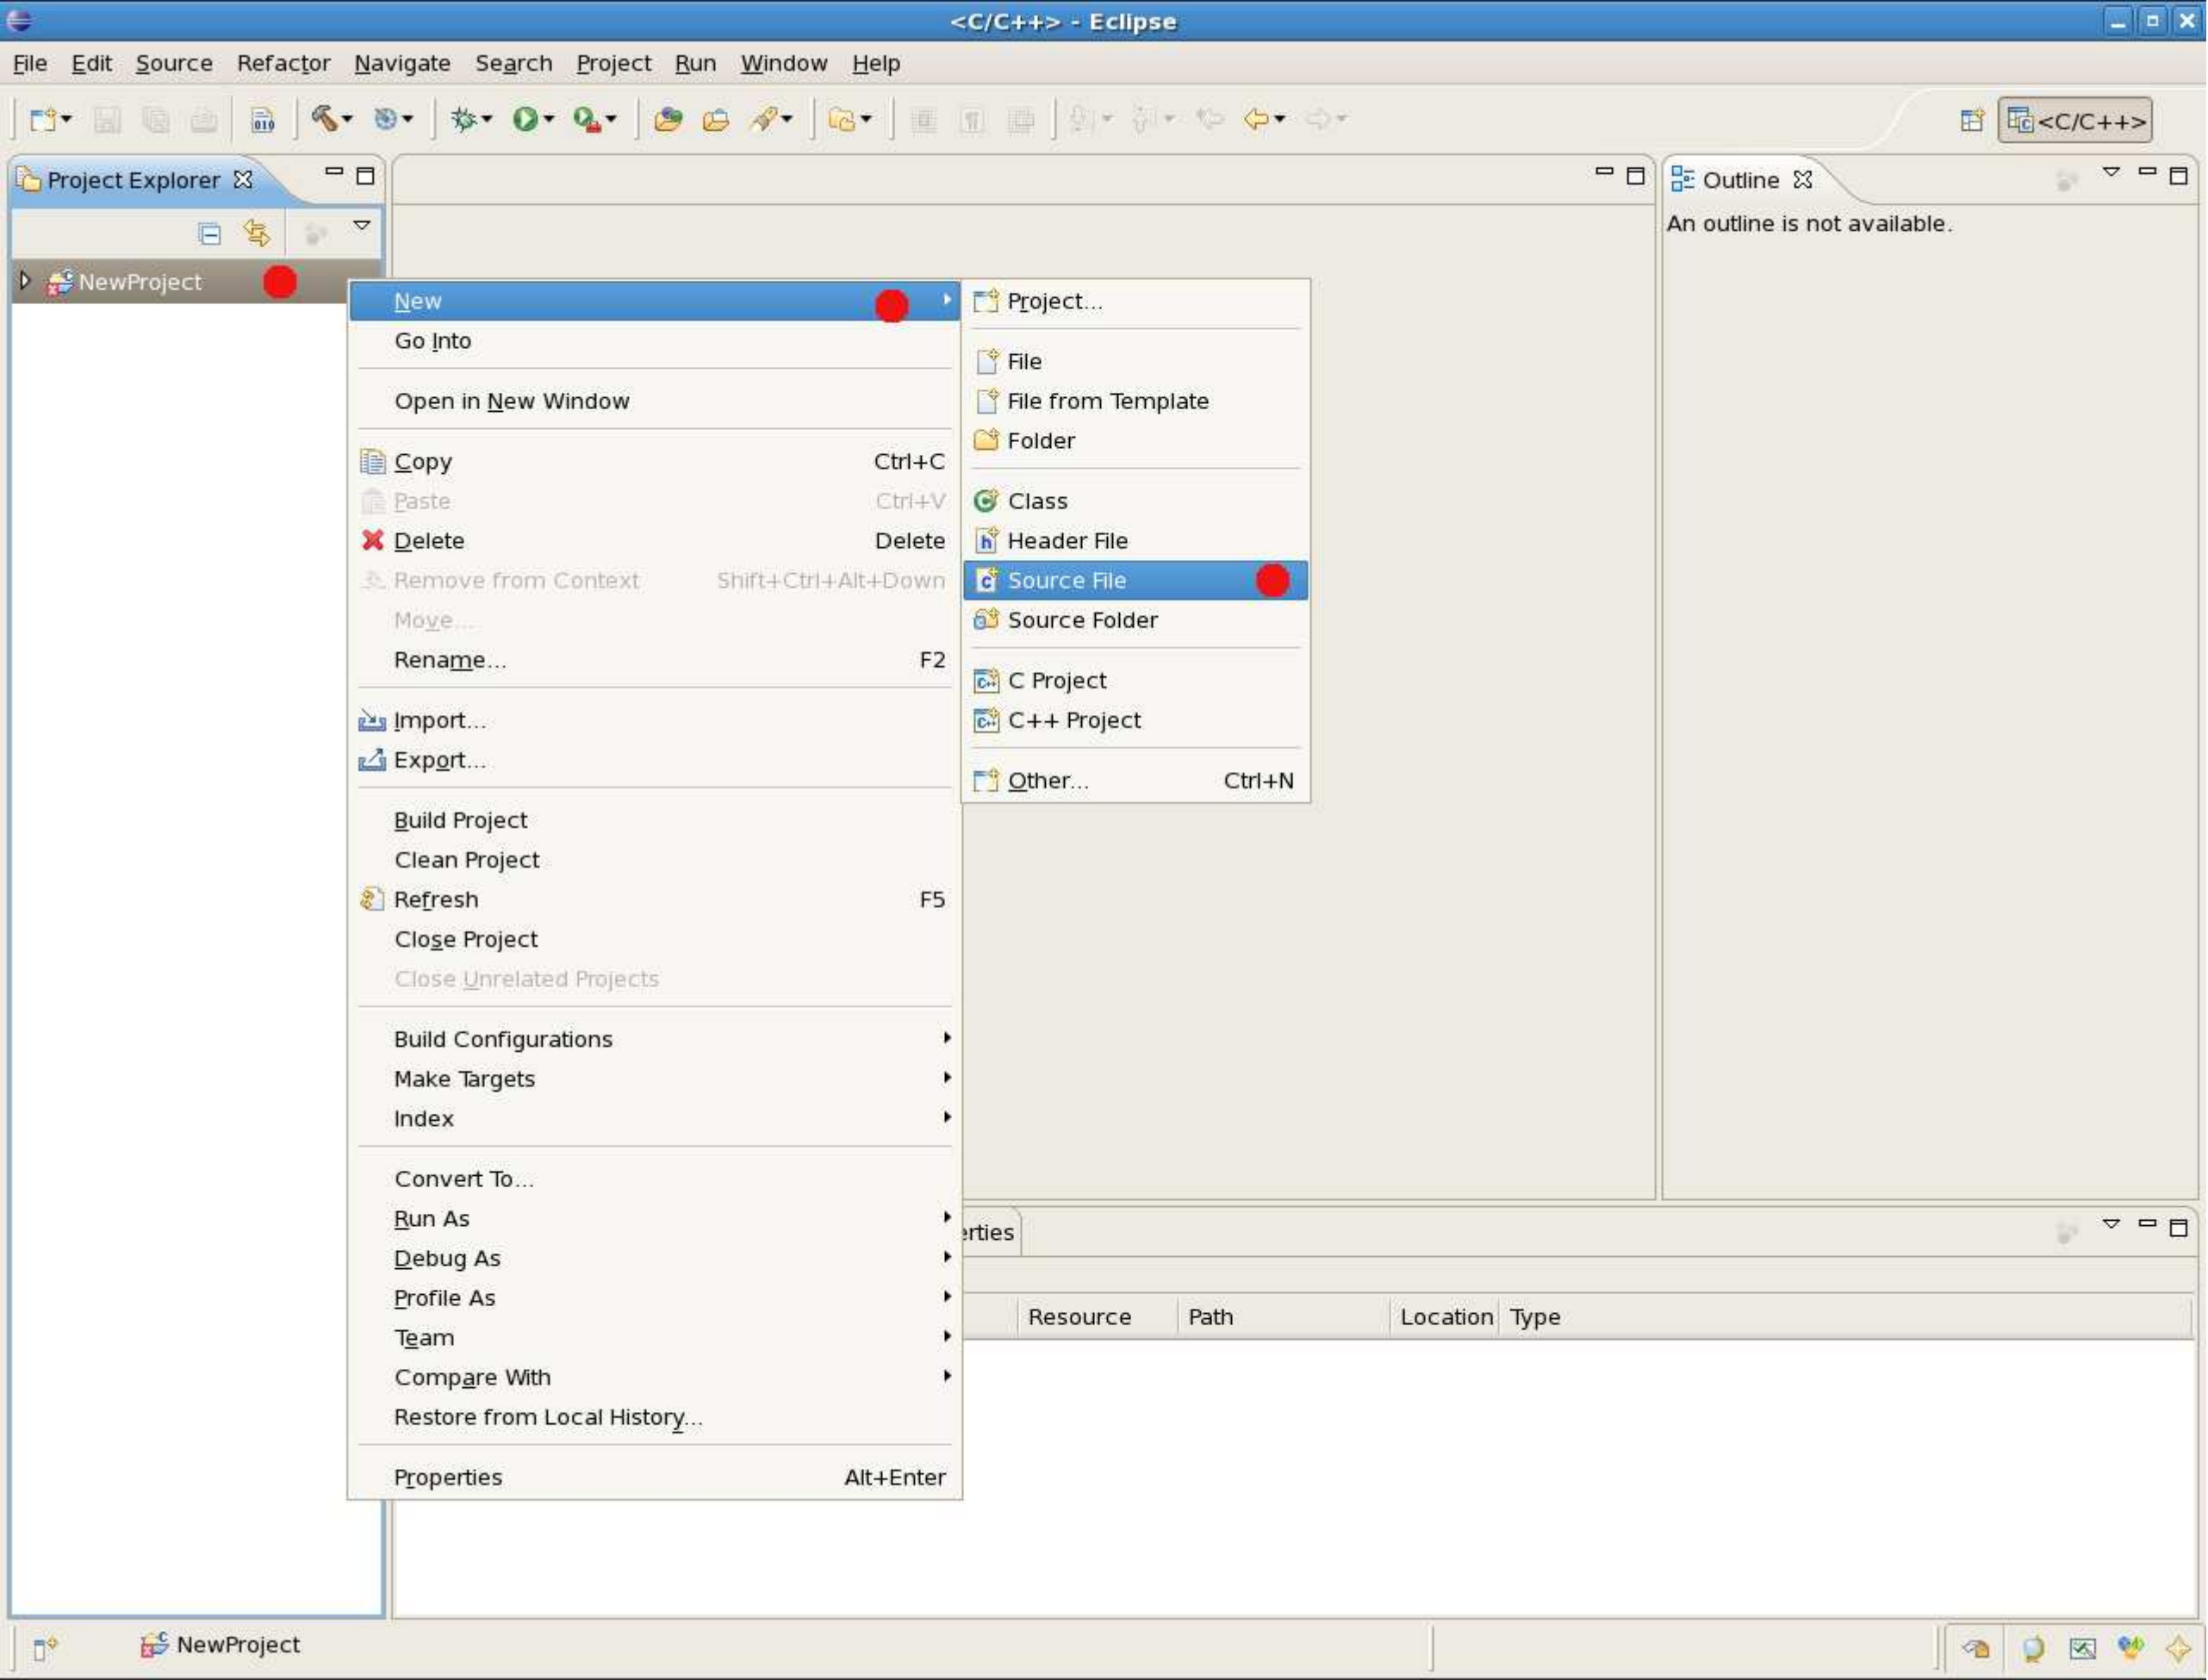 <C/C++> - Eclipse
File Edit Source Refactor Navigate Search Project Run Window Help
010
<C/C++>
Project Explorer
Outline
An outline is not available.
NewProject
New
Go Into
Open in New Window
Copy Ctrl+C
Paste Ctrl+V
Delete Delete
Remove from Context Shift+Ctrl+Alt+Down
Move...
Rename... F2
Import...
Export...
Build Project
Clean Project
Refresh F5
Close Project
Close Unrelated Projects
Build Configurations
Make Targets
Index
Convert To...
Run As
Debug As
Profile As
Team
Compare With
Restore from Local History...
Properties Alt+Enter
Project...
File
File from Template
Folder
Class
Header File
Source File
Source Folder
C Project
C++ Project
Other... Ctrl+N
erties
Resource Path Location Type
NewProject